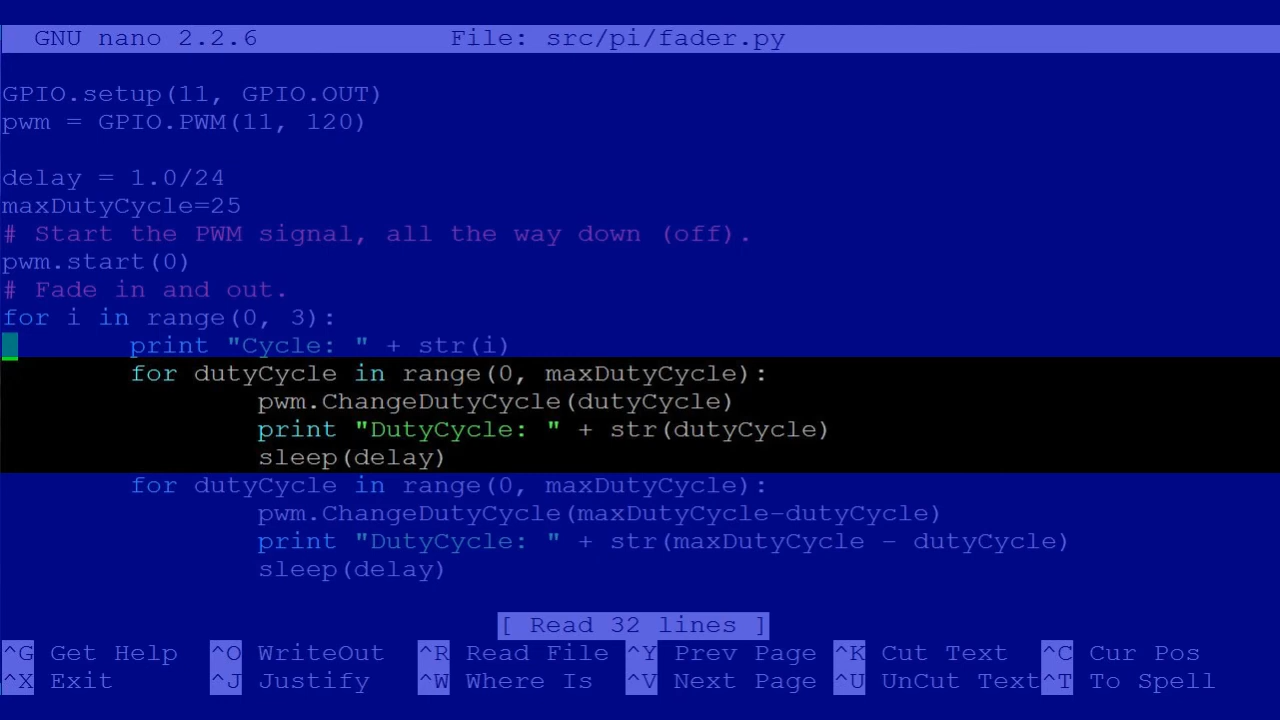 GNU nano 2.2.6 File: src/pi/fader.py
GPIO.setup(11, GPIO.OUT)
pwm = GPIO.PWM(11, 120)
delay = 1.0/24
maxDutyCycle=25
# Start the PWM signal, all the way down (off).
pwm.start(0)
# Fade in and out.
for i in range(0, 3):
print "Cycle: " + str(i)
for dutyCycle in range(0, maxDutyCycle):
pwm.ChangeDutyCycle(dutyCycle)
print "DutyCycle: " + str(dutyCycle)
sleep(delay)
for dutyCycle in range(0, maxDutyCycle):
pwm.ChangeDutyCycle(maxDutyCycle-dutyCycle)
print "DutyCycle: " + str(maxDutyCycle - dutyCycle)
sleep(delay)
[ Read 32 lines ]
^G Get Help ^O WriteOut ^R Read File ^Y Prev Page ^K Cut Text ^C Cur Pos
^X Exit ^J Justify ^W Where Is ^V Next Page ^U UnCut Text ^T To Spell